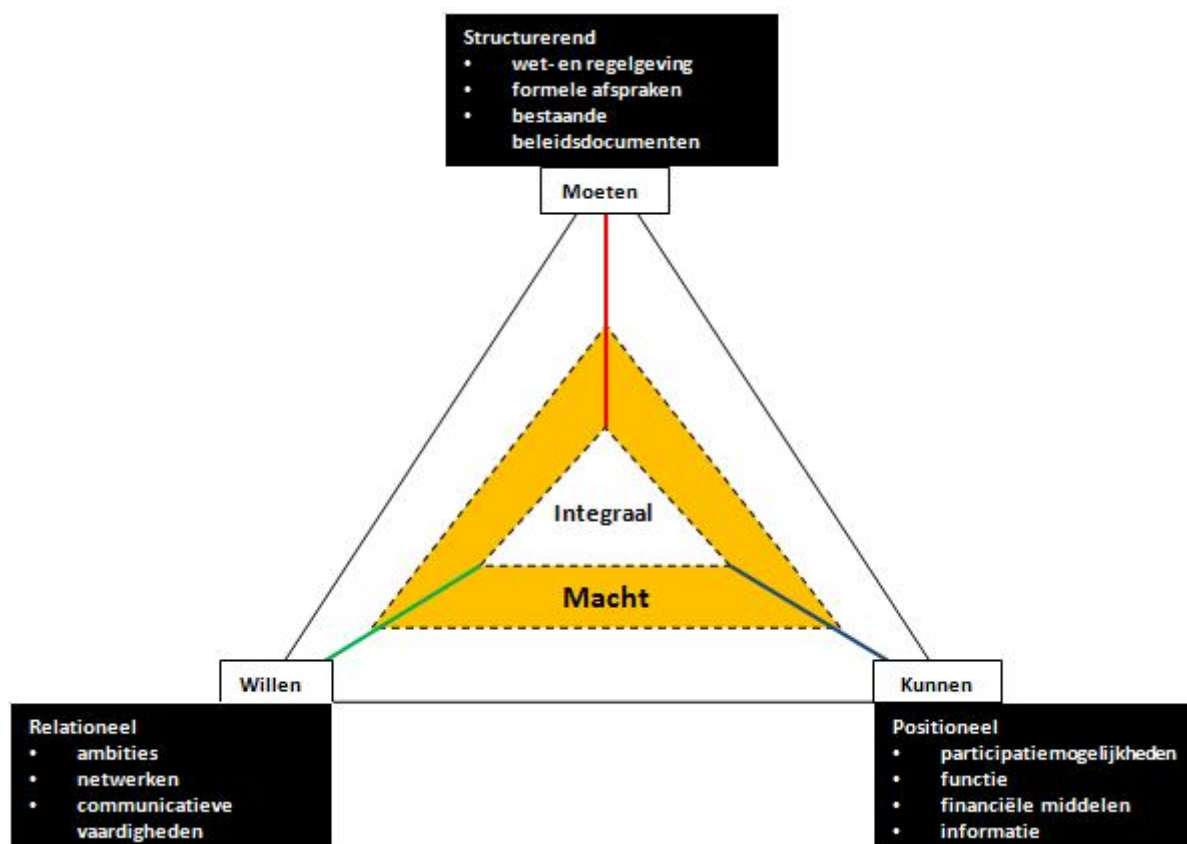 Structurerend
• wet- en regelgeving
• formele afspraken
• bestaande
beleidsdocumenten
Moeten
Integraal
Macht
Willen
Kunnen
Relationeel
• ambities
• netwerken
• communicatieve
vaardigheden
Positioneel
• participatiemogelijkheden
• functie
• financiële middelen
• informatie